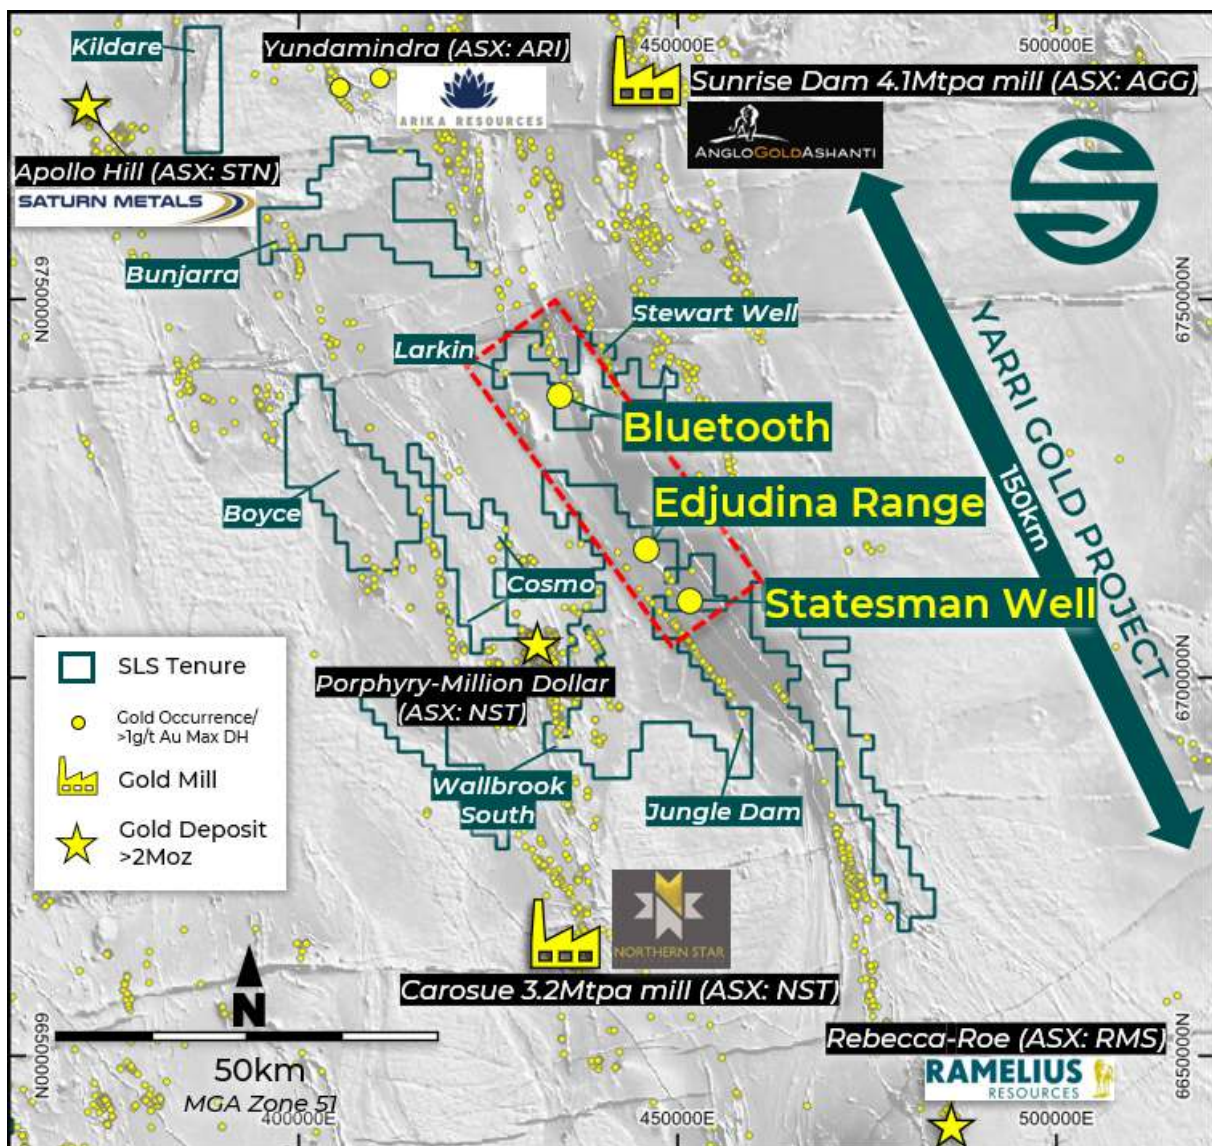 Kildare
Yundamindra (ASX: ARI)
450000E
500000E
Sunrise Dam 4.1Mtpa mill (ASX: AGG)
ARIKA RESOURCES
ANGLOGOLDASHANTI
Apollo Hill (ASX: STN)
SATURN METALS
Bunjarra
6750000N
6750000N
Stewart Well
Larkin
Bluetooth
YARRI GOLD PROJECT
150km
Edjudina Range
Boyce
Cosmo
Statesman Well
SLS Tenure
Gold Occurrence/
>1g/t Au Max DH
Gold Mill
Gold Deposit
>2Moz
Porphyry-Million Dollar
(ASX: NST)
6700000N
Wallbrook
South
Jungle Dam
NORTHERN STAR
Carosue 3.2Mtpa mill (ASX: NST)
N
50km
MGA Zone 51
6650000N
6650000N
Rebecca-Roe (ASX: RMS)
RAMELIUS
RESOURCES
400000E
450000E
500000E